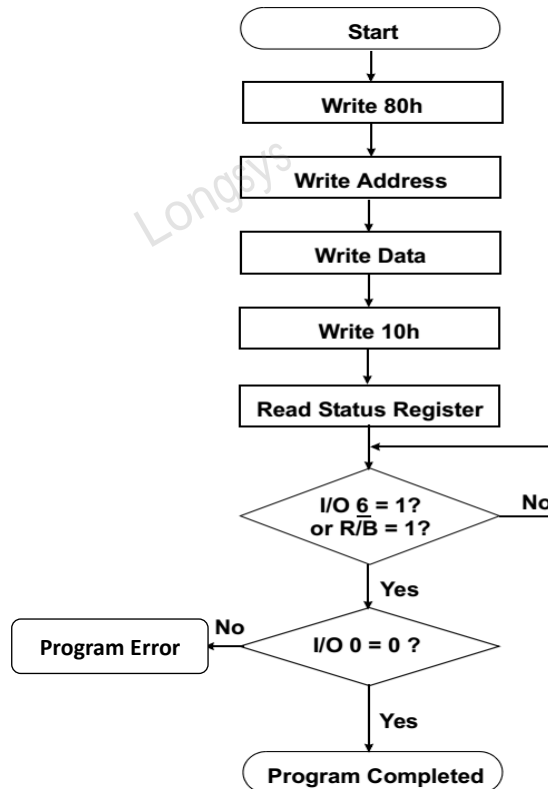 Start
Write 80h
Write Address
Longsys
Write Data
Write 10h
Read Status Register
I/O 6 = 1?
or R/B̅ = 1?
No
Yes
No
Program Error
I/O 0 = 0 ?
Yes
Program Completed